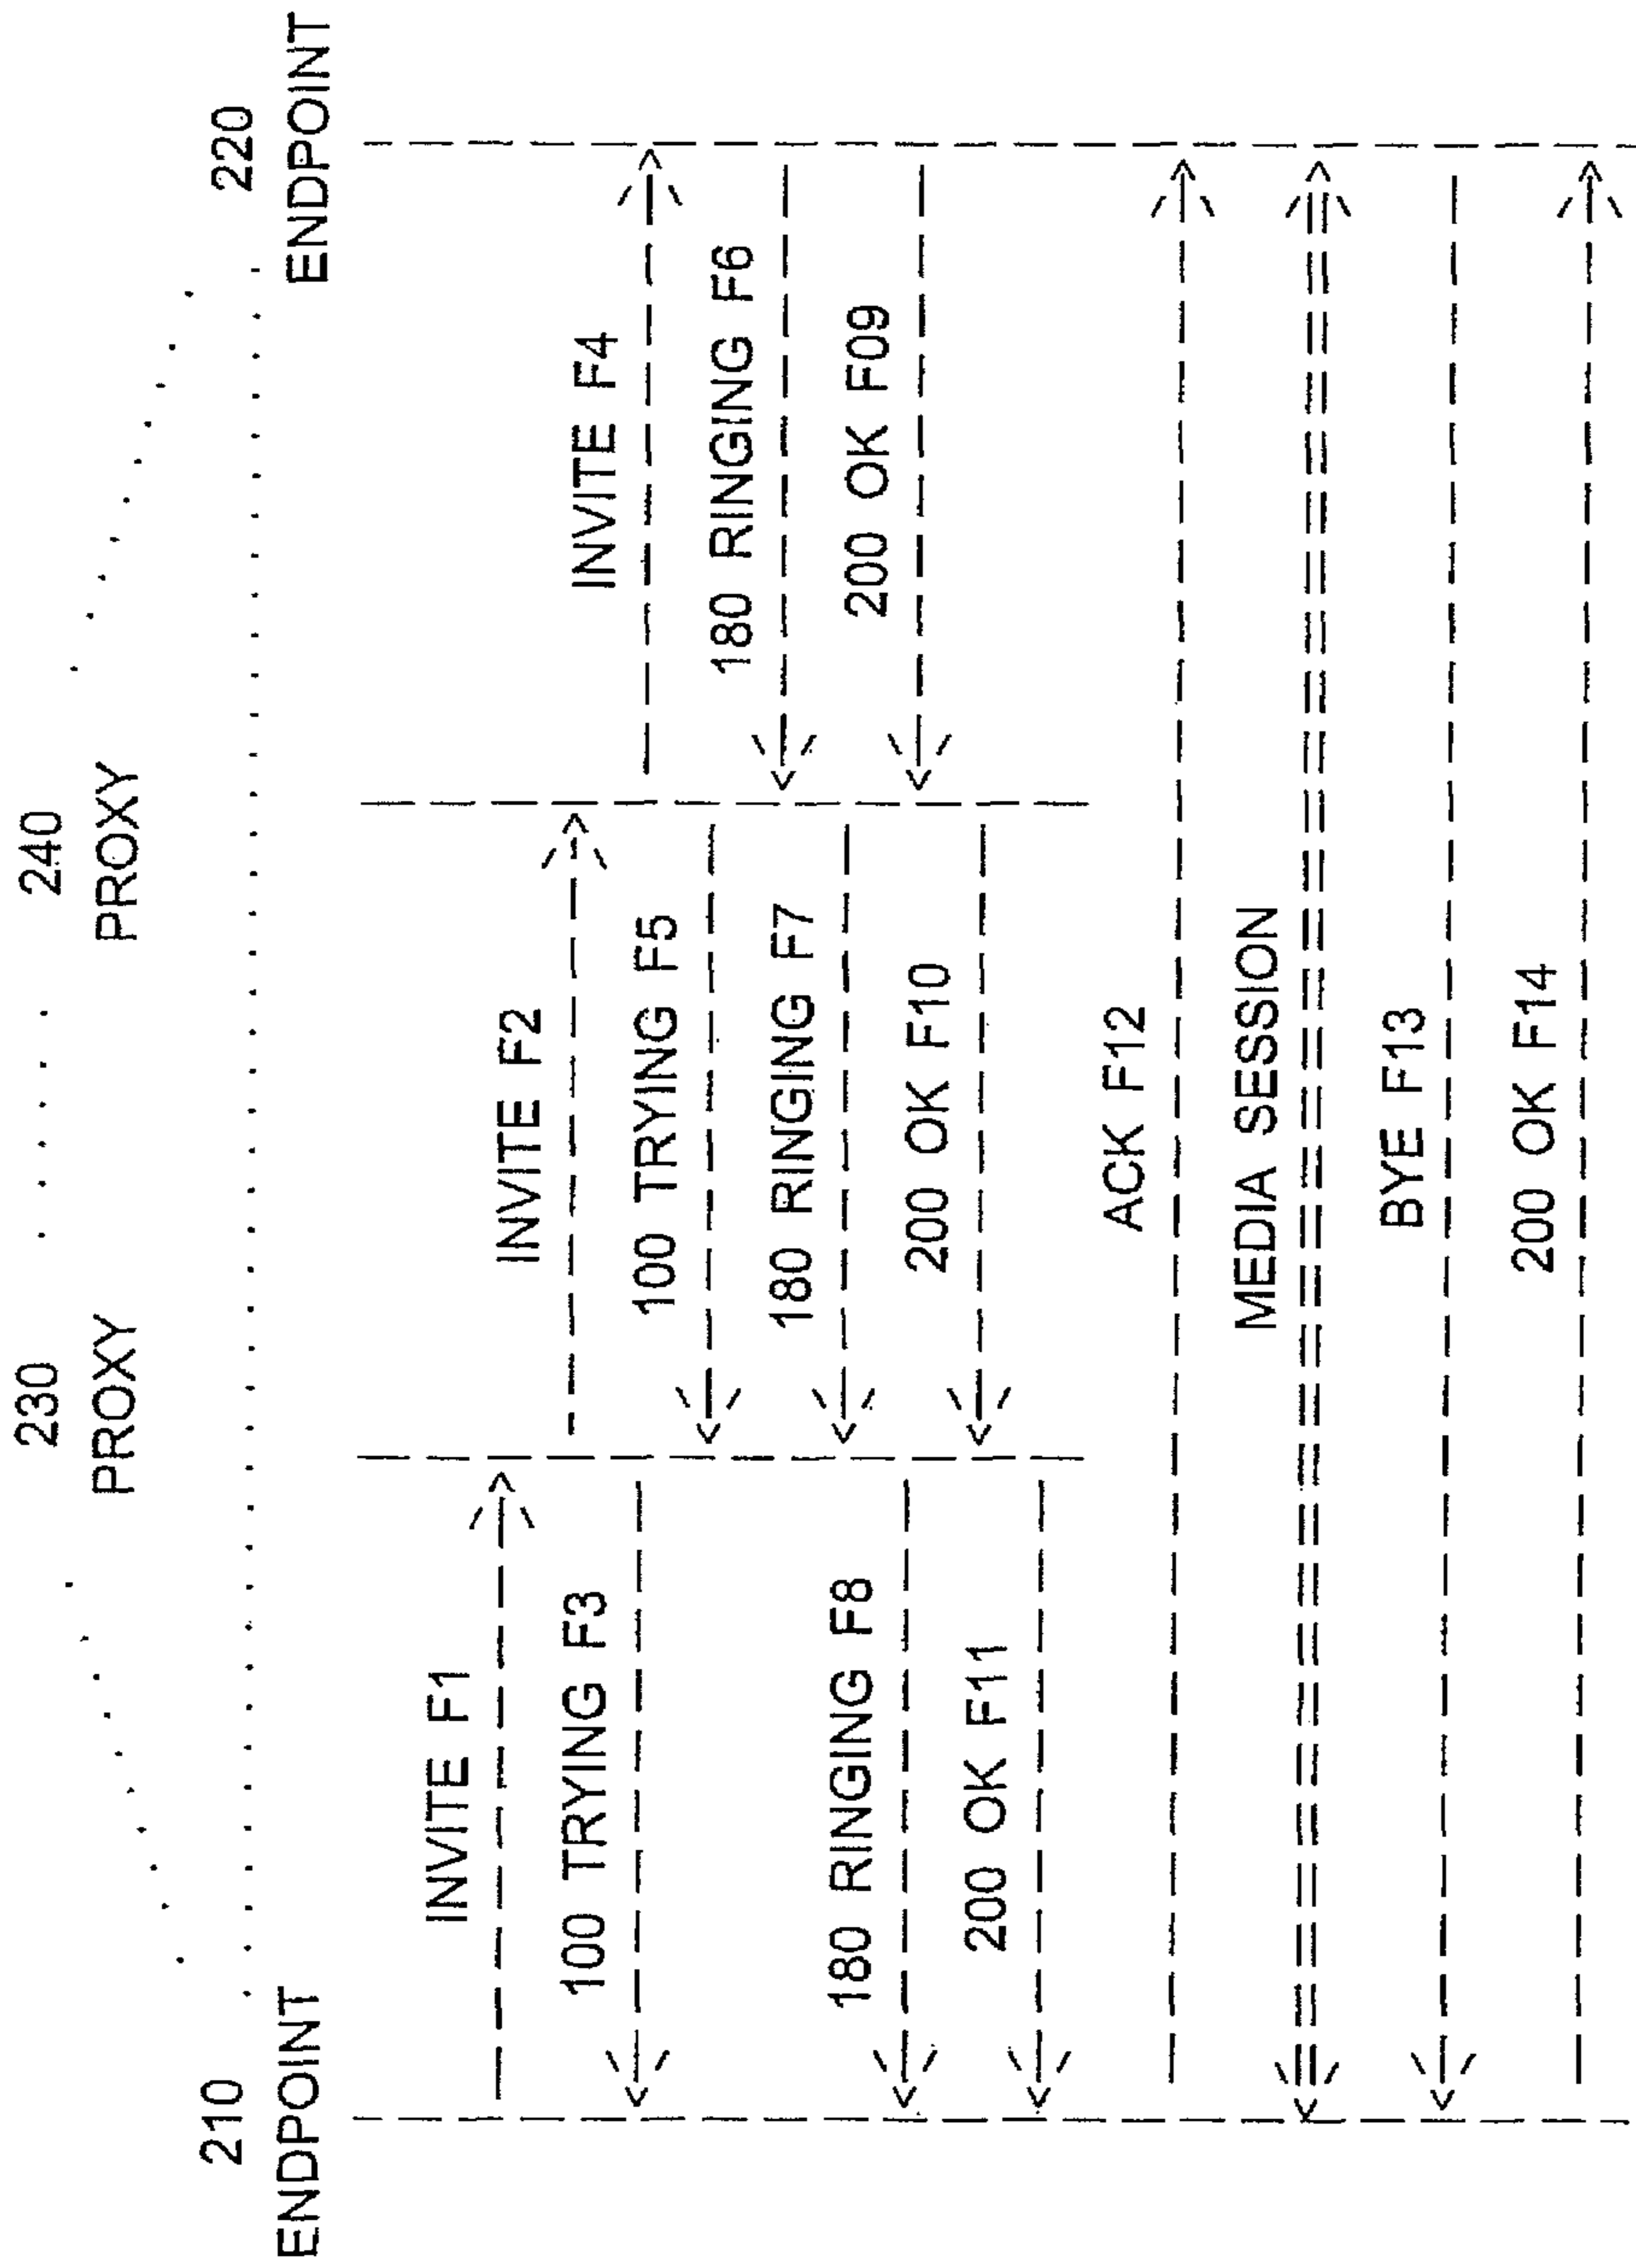 230
240
PROXY
PROXY
210
220
ENDPOINT
ENDPOINT
INVITE F1
INVITE F2
100 TRYING F3
INVITE F4
100 TRYING F5
180 RINGING F6
180 RINGING F7
180 RINGING F8
200 OK F09
200 OK F10
200 OK F11
ACK F12
MEDIA SESSION
BYE F13
200 OK F14